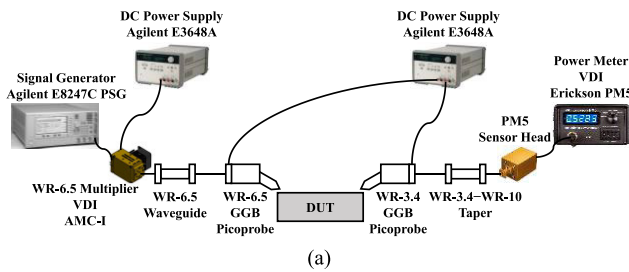 DC Power Supply
Agilent E3648A
DC Power Supply
Agilent E3648A
Signal Generator
Agilent E8247C PSG
Power Meter
VDI
Erickson PM5
PM5
Sensor Head
WR-6.5 Multiplier
VDI
AMC-I
WR-6.5
Waveguide
WR-6.5
GGB
Picoprobe
DUT
WR-3.4
GGB
Picoprobe
WR-3.4−WR-10
Taper
(a)